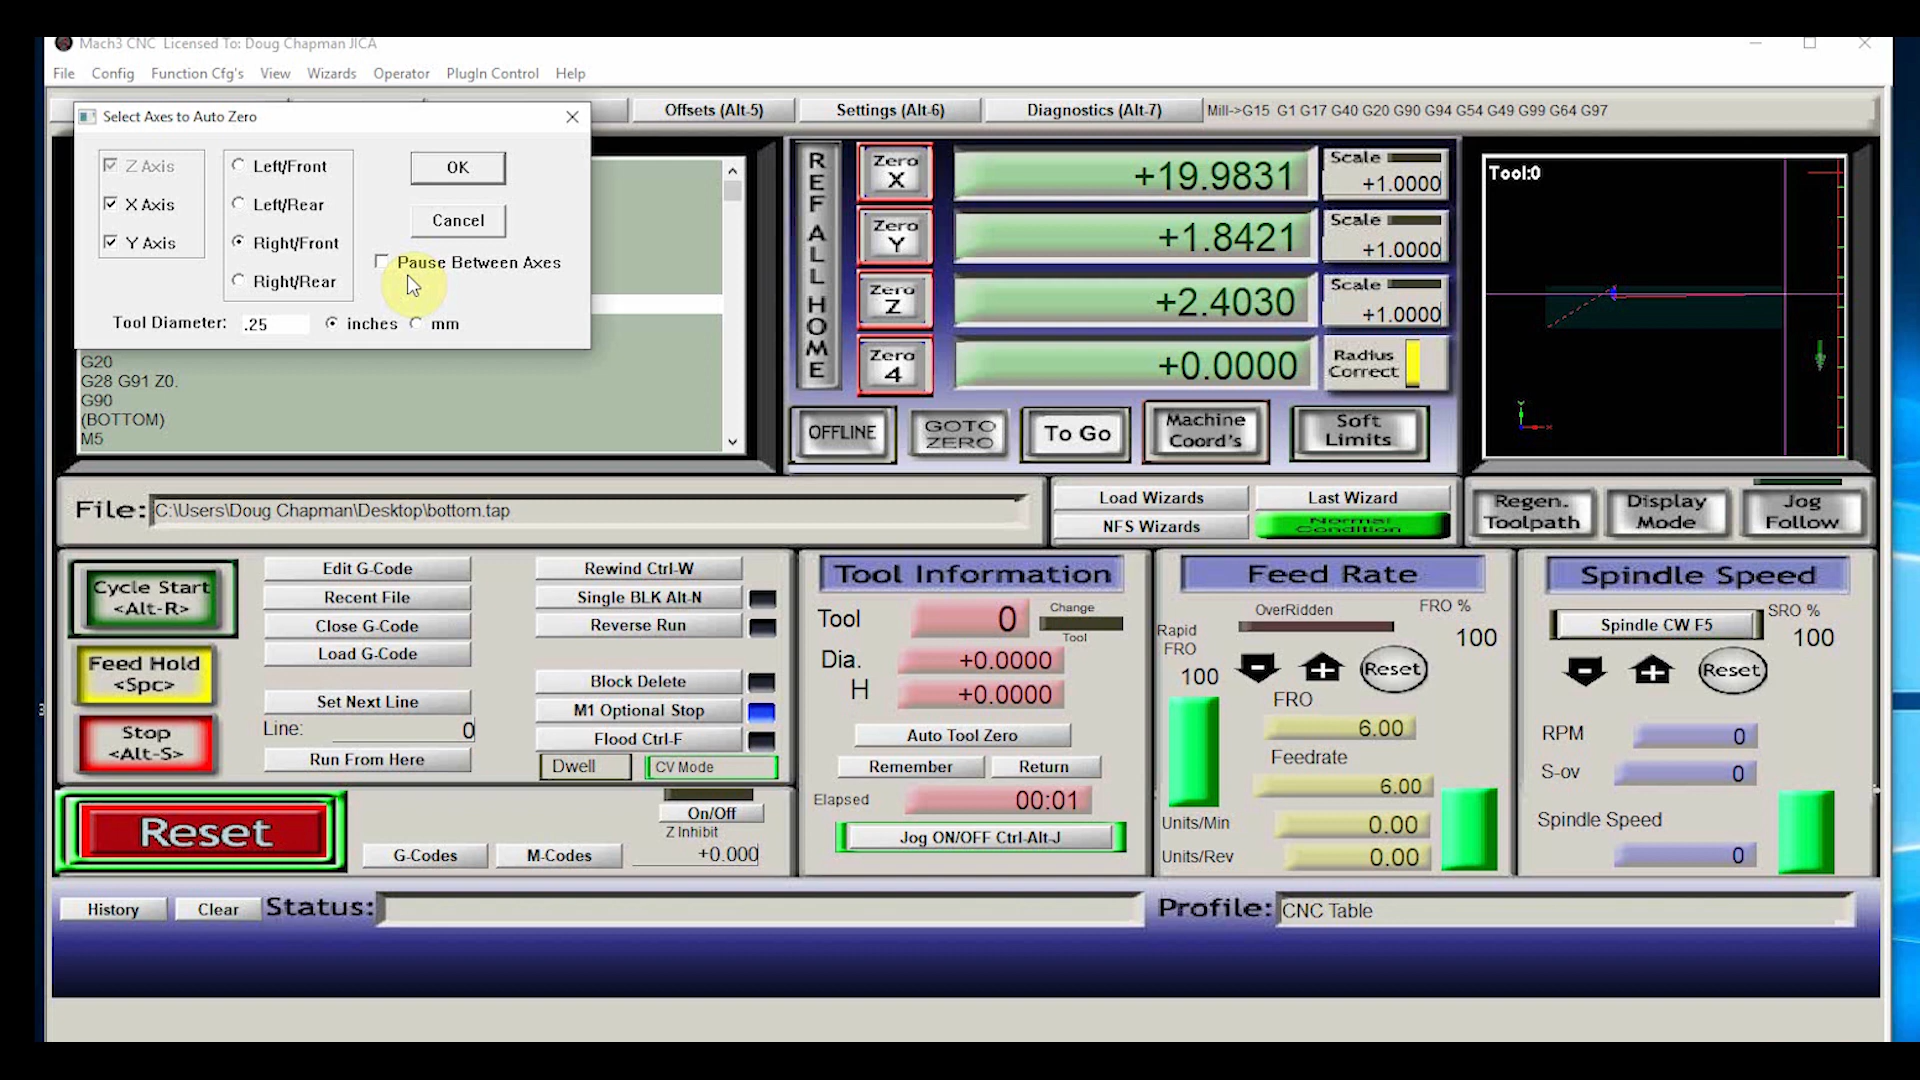 Mach3 CNC Licensed To: Doug Chapman JICA
File Config Function Cfg's View Wizards Operator PlugIn Control Help
Offsets (Alt-5) Settings (Alt-6) Diagnostics (Alt-7) Mill->G15 G1 G17 G40 G20 G90 G94 G54 G49 G99 G64 G97
Select Axes to Auto Zero
Z Axis
X Axis
Y Axis
Left/Front
Left/Rear
Right/Front
Right/Rear
OK
Cancel
Pause Between Axes
Tool Diameter: .25 inches mm
G20
G28 G91 Z0.
G90
(BOTTOM)
M5
REF ALL HOME
Zero X +19.9831 Scale +1.0000
Zero Y +1.8421 Scale +1.0000
Zero Z +2.4030 Scale +1.0000
Zero 4 +0.0000 Radius Correct
OFFLINE GOTO ZERO To Go Machine Coord's Soft Limits
Tool:0
Y
File: C:\Users\Doug Chapman\Desktop\bottom.tap
Load Wizards Last Wizard
NFS Wizards Normal Condition
Regen. Toolpath Display Mode Jog Follow
Cycle Start <Alt-R>
Feed Hold <Spc>
Stop <Alt-S>
Reset
Edit G-Code
Recent File
Close G-Code
Load G-Code
Set Next Line
Line: 0
Run From Here
Rewind Ctrl-W
Single BLK Alt-N
Reverse Run
Block Delete
M1 Optional Stop
Flood Ctrl-F
Dwell CV Mode
On/Off
Z Inhibit
+0.000
G-Codes M-Codes
Tool Information
Tool 0 Change Tool
Dia. +0.0000
H +0.0000
Auto Tool Zero
Remember Return
Elapsed 00:01
Jog ON/OFF Ctrl-Alt-J
Feed Rate
OverRidden FRO %
100
Rapid FRO
100
Reset
FRO
6.00
Feedrate
6.00
Units/Min 0.00
Units/Rev 0.00
Spindle Speed
Spindle CW F5 SRO %
100
Reset
RPM 0
S-ov 0
Spindle Speed
0
History Clear Status: Profile: CNC Table